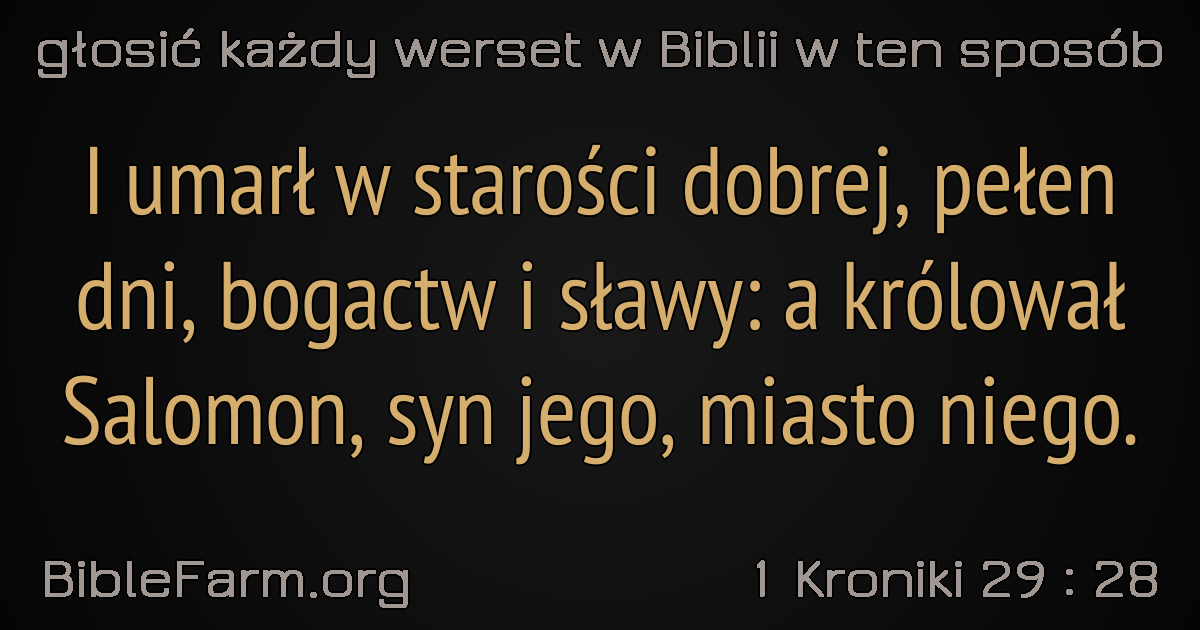 głosić każdy werset w Biblii w ten sposób
I umarł w starości dobrej, pełen
dni, bogactw i sławy: a królował
Salomon, syn jego, miasto niego.
BibleFarm.org
1 Kroniki 29 : 28